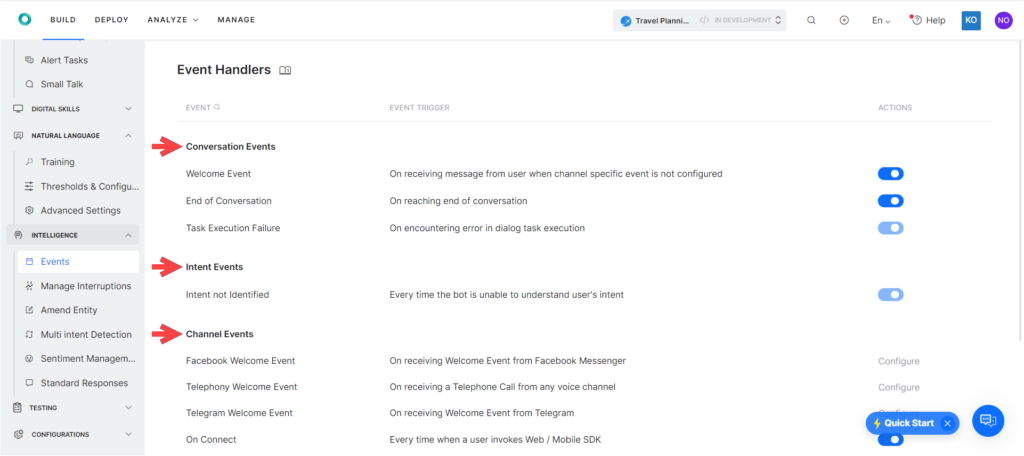 BUILD DEPLOY ANALYZE MANAGE Travel Planni... </> IN DEVELOPMENT En Help KO NO
Alert Tasks
Small Talk
DIGITAL SKILLS
NATURAL LANGUAGE
Training
Thresholds & Configu...
Advanced Settings
INTELLIGENCE
Events
Manage Interruptions
Amend Entity
Multi intent Detection
Sentiment Managem...
Standard Responses
TESTING
CONFIGURATIONS
Event Handlers
EVENT EVENT TRIGGER ACTIONS
Conversation Events
Welcome Event On receiving message from user when channel specific event is not configured
End of Conversation On reaching end of conversation
Task Execution Failure On encountering error in dialog task execution
Intent Events
Intent not Identified Every time the bot is unable to understand user's intent
Channel Events
Facebook Welcome Event On receiving Welcome Event from Facebook Messenger Configure
Telephony Welcome Event On receiving a Telephone Call from any voice channel Configure
Telegram Welcome Event On receiving Welcome Event from Telegram Configure
Quick Start
On Connect Every time when a user invokes Web / Mobile SDK